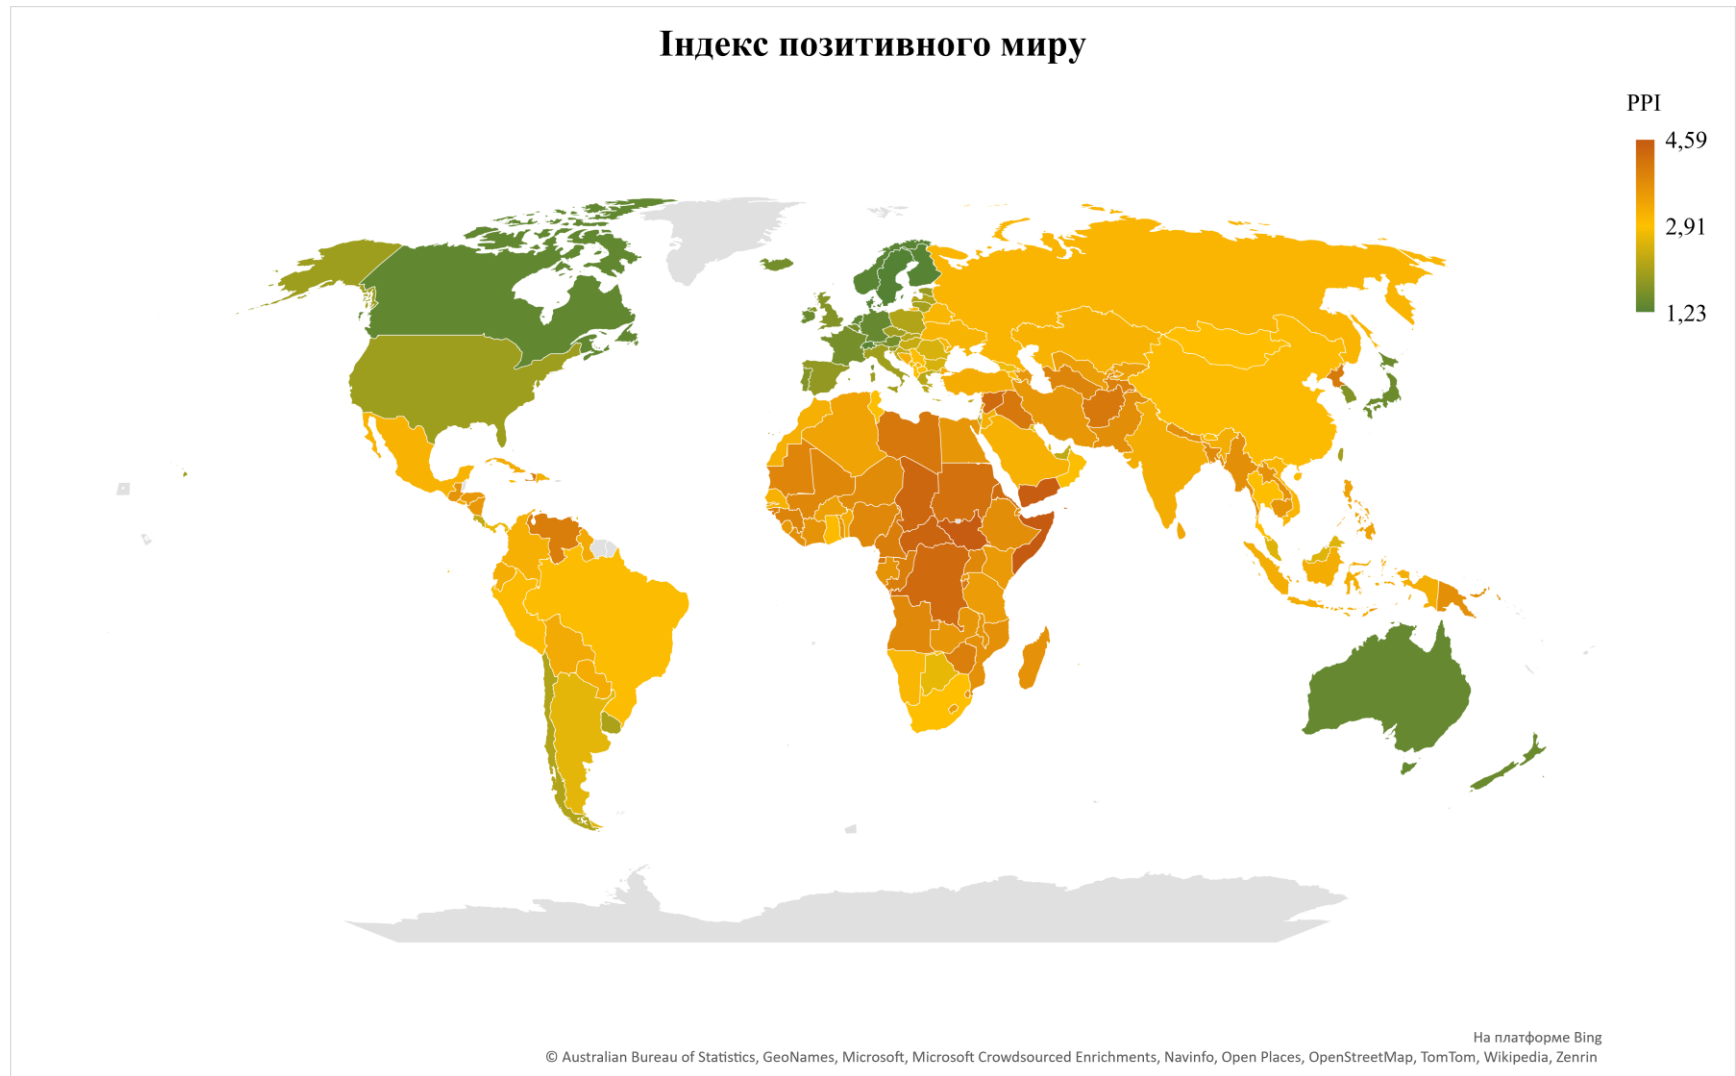 Індекс позитивного миру
PPI
4,59
2,91
1,23
На платформе Bing
© Australian Bureau of Statistics, GeoNames, Microsoft, Microsoft Crowdsourced Enrichments, Navinfo, Open Places, OpenStreetMap, TomTom, Wikipedia, Zenrin